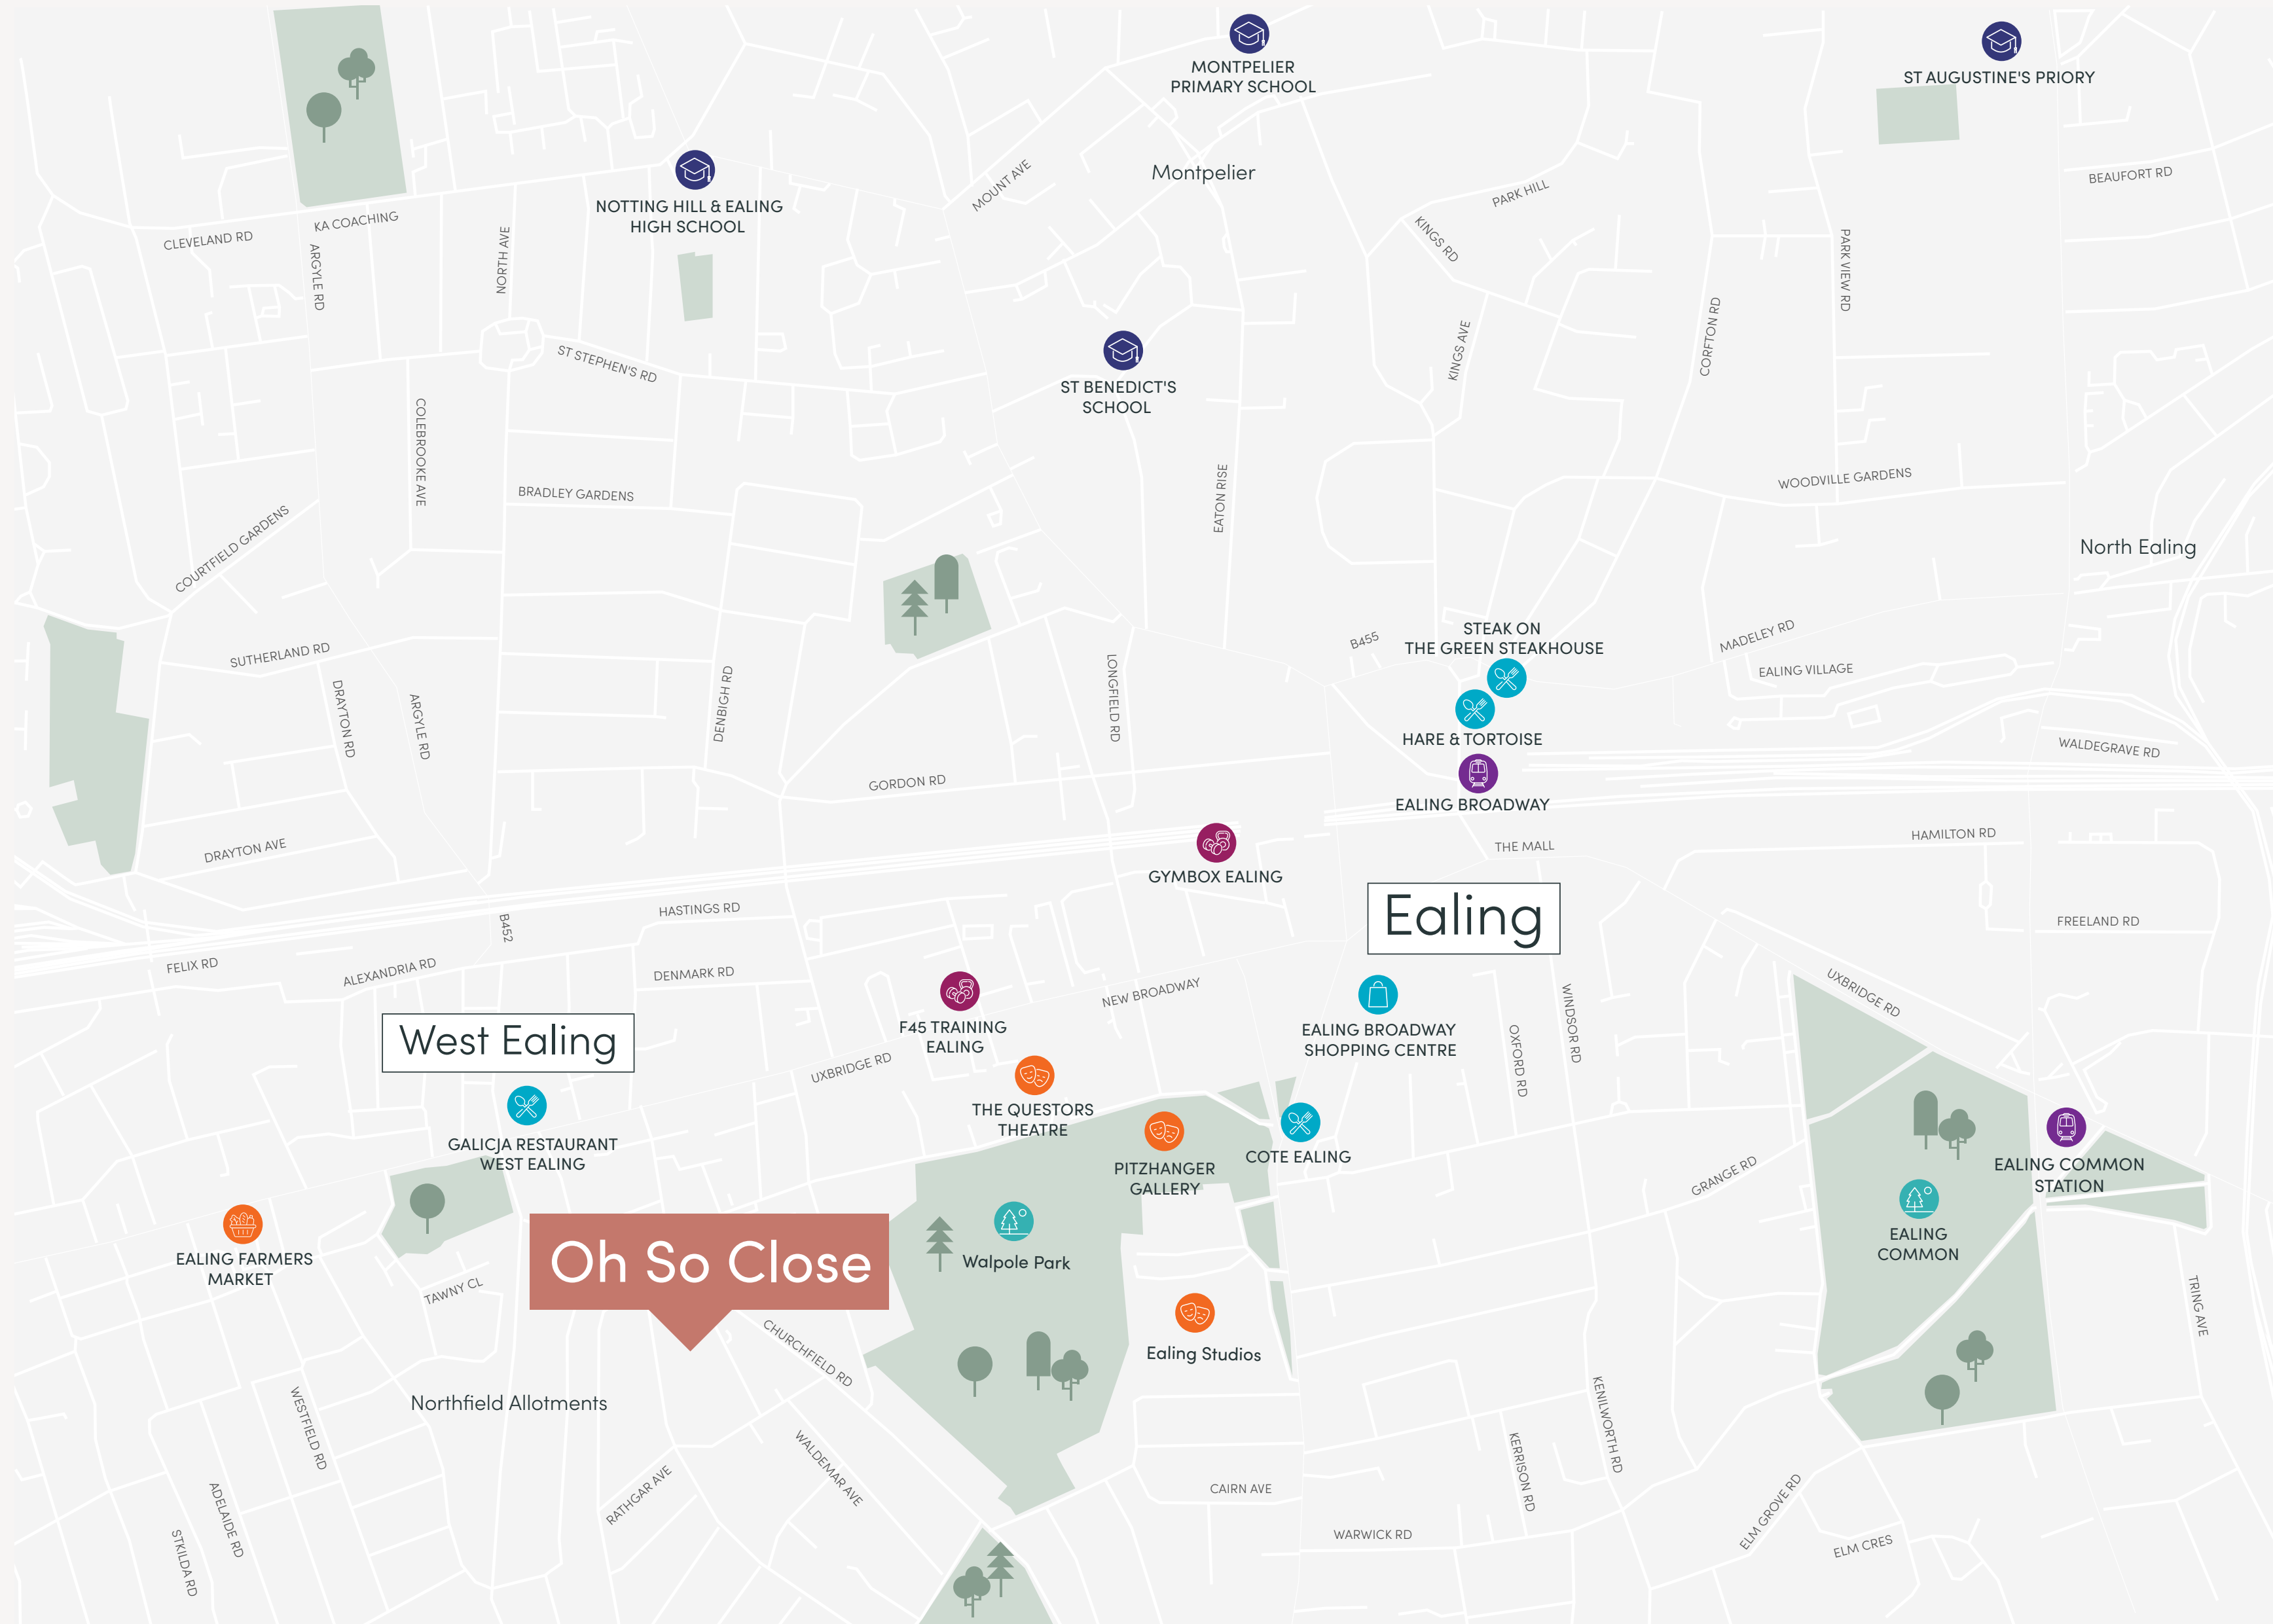 MONTPELIER
PRIMARY SCHOOL
ST AUGUSTINE'S PRIORY
NOTTING HILL & EALING
HIGH SCHOOL
Montpelier
MOUNT AVE
PARK HILL
BEAUFORT RD
CLEVELAND RD
KA COACHING
ARGYLE RD
NORTH AVE
KINGS RD
PARK VIEW RD
ST STEPHEN'S RD
ST BENEDICT'S
SCHOOL
KINGS AVE
CORFTON RD
COLEBROOKE AVE
BRADLEY GARDENS
EATON RISE
WOODVILLE GARDENS
COURTFIELD GARDENS
North Ealing
SUTHERLAND RD
DRAYTON RD
ARGYLE RD
DENBIGH RD
LONGFIELD RD
B455
STEAK ON
THE GREEN STEAKHOUSE
MADELEY RD
EALING VILLAGE
HARE & TORTOISE
WALDEGRAVE RD
GORDON RD
EALING BROADWAY
DRAYTON AVE
GYMBOX EALING
THE MALL
HAMILTON RD
HASTINGS RD
B452
Ealing
FREELAND RD
FELIX RD
ALEXANDRIA RD
DENMARK RD
NEW BROADWAY
UXBRIDGE RD
West Ealing
F45 TRAINING
EALING
EALING BROADWAY
SHOPPING CENTRE
OXFORD RD
WINDSOR RD
UXBRIDGE RD
GALICJA RESTAURANT
WEST EALING
THE QUESTORS
THEATRE
PITZHANGER
GALLERY
COTE EALING
GRANGE RD
EALING COMMON
STATION
EALING FARMERS
MARKET
Oh So Close
Walpole Park
EALING
COMMON
TAWNY CL
CHURCHFIELD RD
Ealing Studios
TRING AVE
Northfield Allotments
WESTFIELD RD
WALDEMAR AVE
KENILWORTH RD
KERRISON RD
RATHGAR AVE
CAIRN AVE
ADELAIDE RD
STKILDA RD
WARWICK RD
ELM GROVE RD
ELM CRES